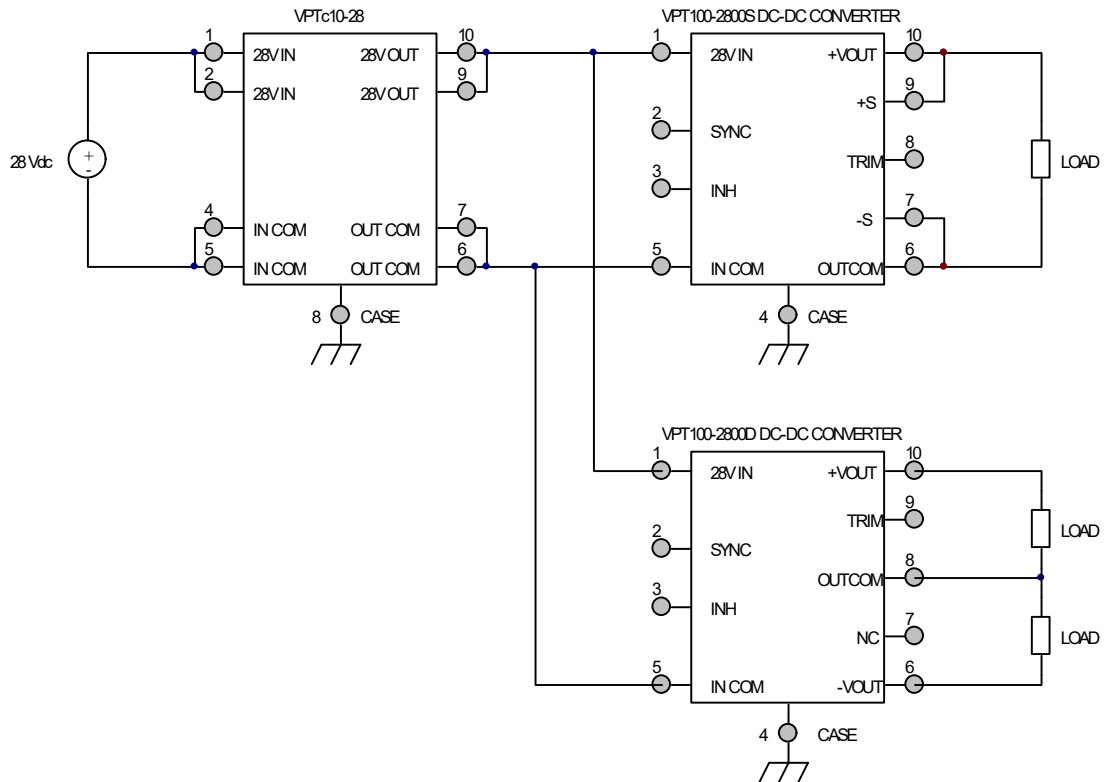 VPTc10-28
1 28V IN 28V OUT 10
2 28V IN 28V OUT 9
4 IN COM OUT COM 7
5 IN COM OUT COM 6
8 CASE
28 Vdc
+
-
VPT100-2800S DC-DC CONVERTER
1 28V IN +VOUT 10
+S 9
2 SYNC
TRIM 8
3 INH
-S 7
5 IN COM OUTCOM 6
4 CASE
LOAD
VPT100-2800D DC-DC CONVERTER
1 28V IN +VOUT 10
TRIM 9
2 SYNC
OUTCOM 8
3 INH
NC 7
5 IN COM -VOUT 6
4 CASE
LOAD
LOAD